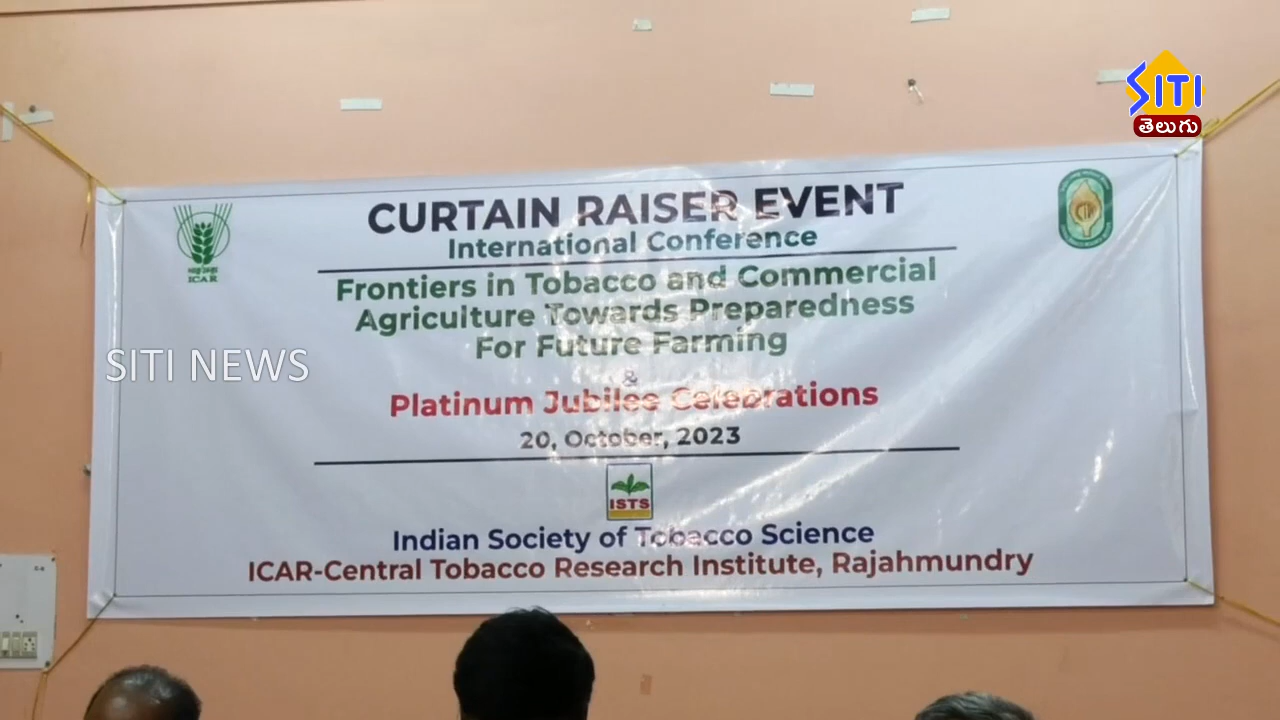 SITI
తెలుగు
CURTAIN RAISER EVENT
International Conference
Frontiers in Tobacco and Commercial
Agriculture Towards Preparedness
For Future Farming
&
Platinum Jubilee Celebrations
20, October, 2023
ISTS
Indian Society of Tobacco Science
ICAR-Central Tobacco Research Institute, Rajahmundry
ICAR
SITI NEWS